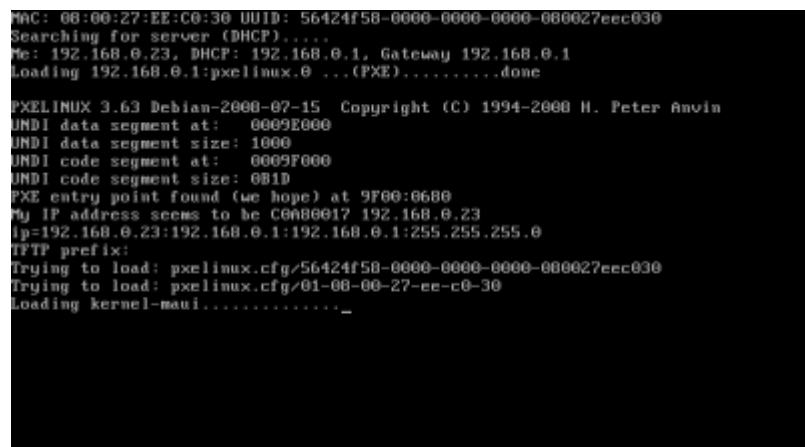 MAC: 08:00:27:EE:C0:30 UUID: 56424f58-0000-0000-0000-080027eec030
Searching for server (DHCP).....
Me: 192.168.0.23, DHCP: 192.168.0.1, Gateway 192.168.0.1
Loading 192.168.0.1:pxelinux.0 ...(PXE)..........done
PXELINUX 3.63 Debian-2008-07-15 Copyright (C) 1994-2008 H. Peter Anvin
UNDI data segment at: 0009E000
UNDI data segment size: 1000
UNDI code segment at: 0009F000
UNDI code segment size: 0B1D
PXE entry point found (we hope) at 9F00:0680
My IP address seems to be C0A80017 192.168.0.23
ip=192.168.0.23:192.168.0.1:192.168.0.1:255.255.255.0
TFTP prefix:
Trying to load: pxelinux.cfg/56424f58-0000-0000-0000-080027eec030
Trying to load: pxelinux.cfg/01-08-00-27-ee-c0-30
Loading kernel-maui.............._